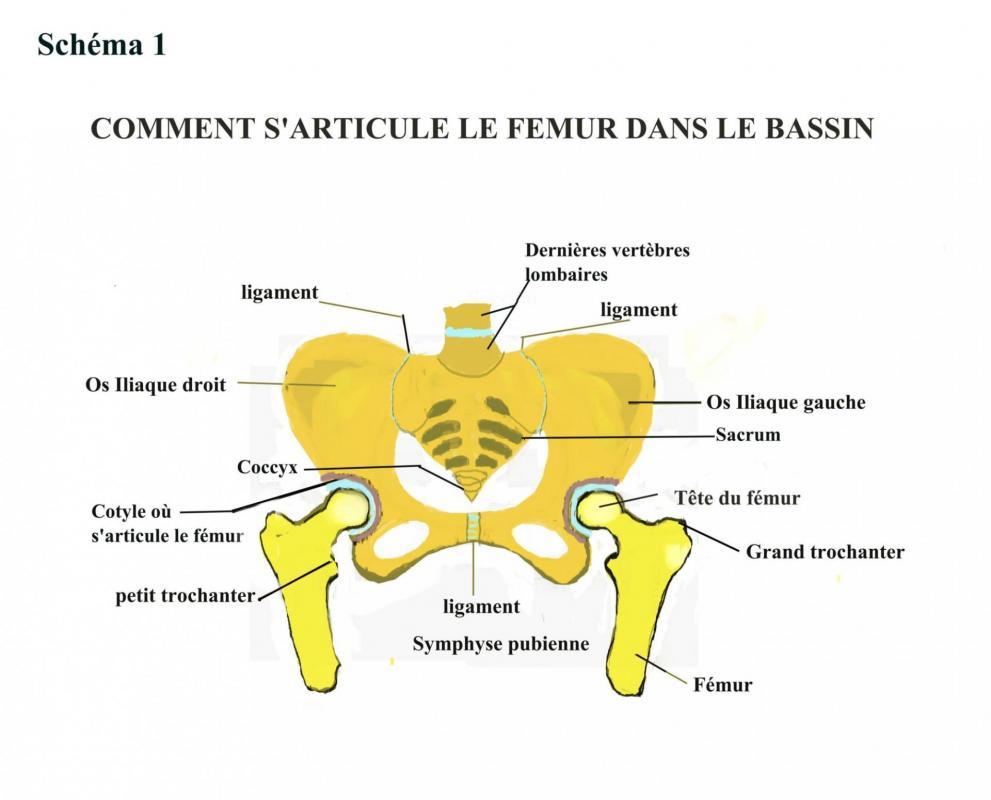 Schéma 1
COMMENT S'ARTICULE LE FEMUR DANS LE BASSIN
Dernières vertèbres
lombaires
ligament
ligament
Os Iliaque droit
Os Iliaque gauche
Sacrum
Coccyx
Tête du fémur
Cotyle où
s'articule le fémur
Grand trochanter
petit trochanter
ligament
Symphyse pubienne
Fémur